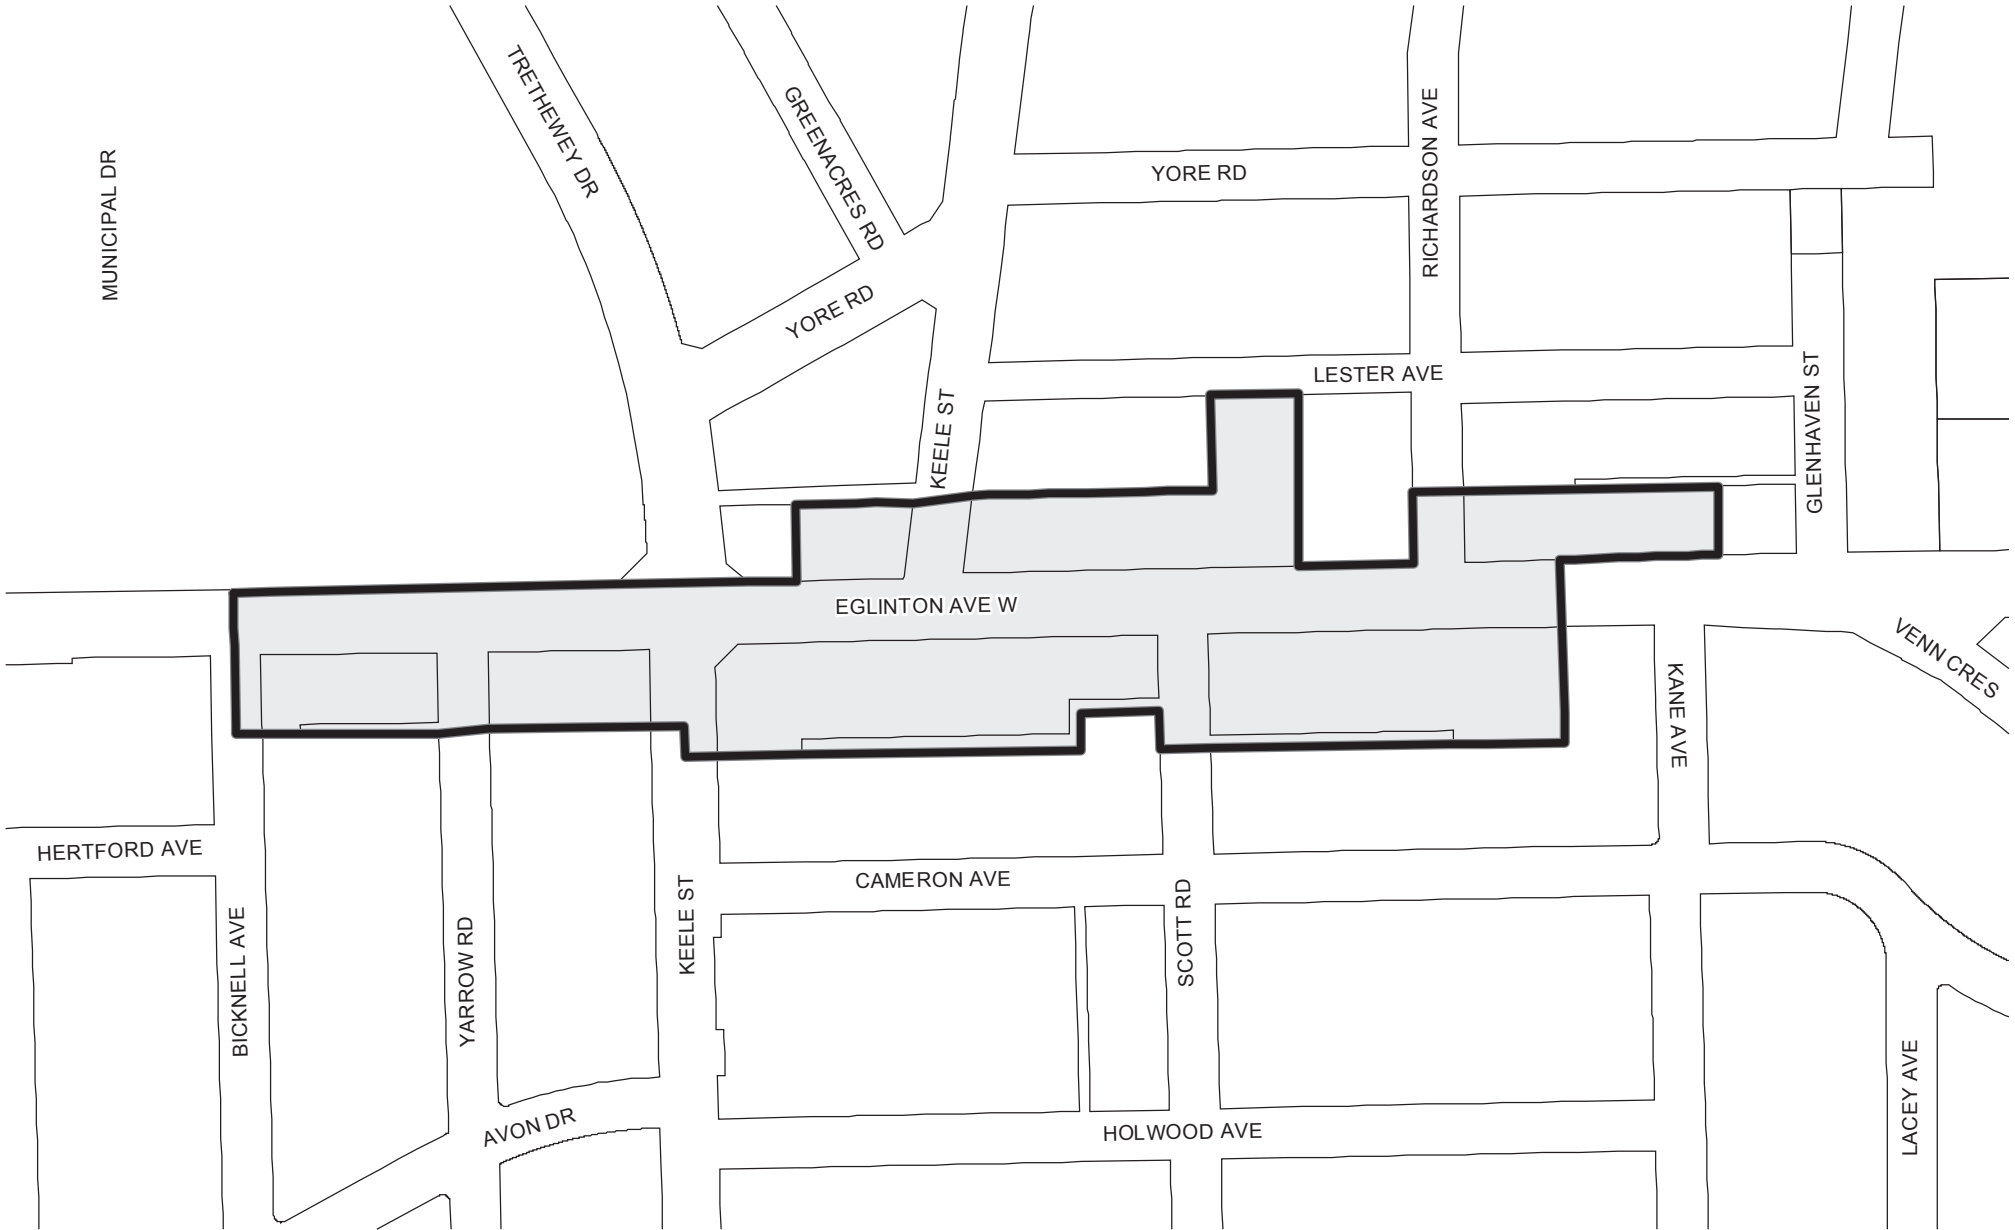 TRETHEWEY DR
GREENACRES RD
RICHARDSON AVE
MUNICIPAL DR
YORE RD
YORE RD
LESTER AVE
KEELE ST
GLENHAVEN ST
EGLINTON AVE W
VENN CRES
KANE AVE
HERTFORD AVE
CAMERON AVE
BICKNELL AVE
YARROW RD
KEELE ST
SCOTT RD
AVON DR
HOLWOOD AVE
LACEY AVE